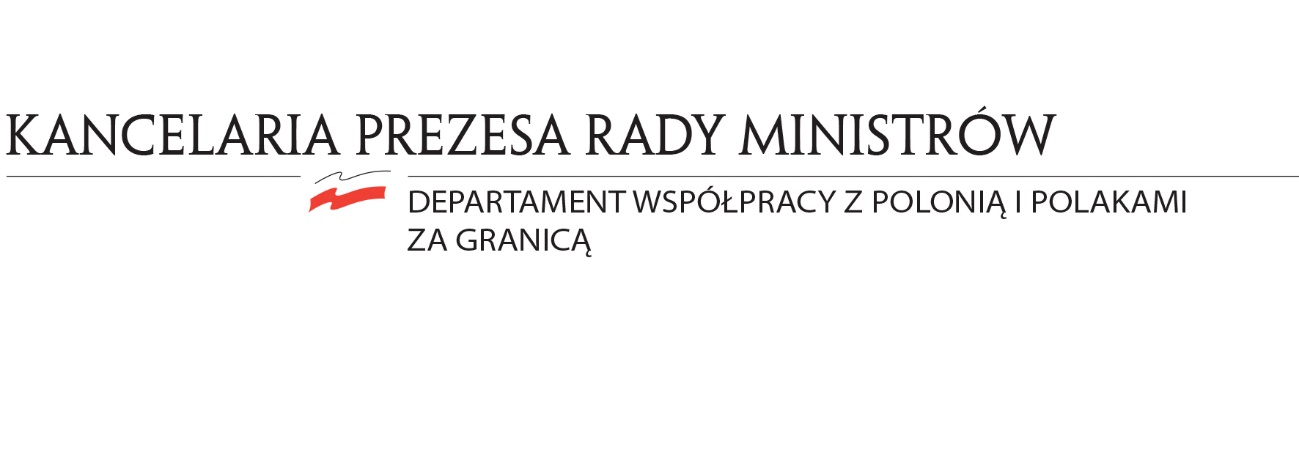 KANCELARIA PREZESA RADY MINISTRÓW
DEPARTAMENT WSPÓŁPRACY Z POLONIĄ I POLAKAMI
ZA GRANICĄ